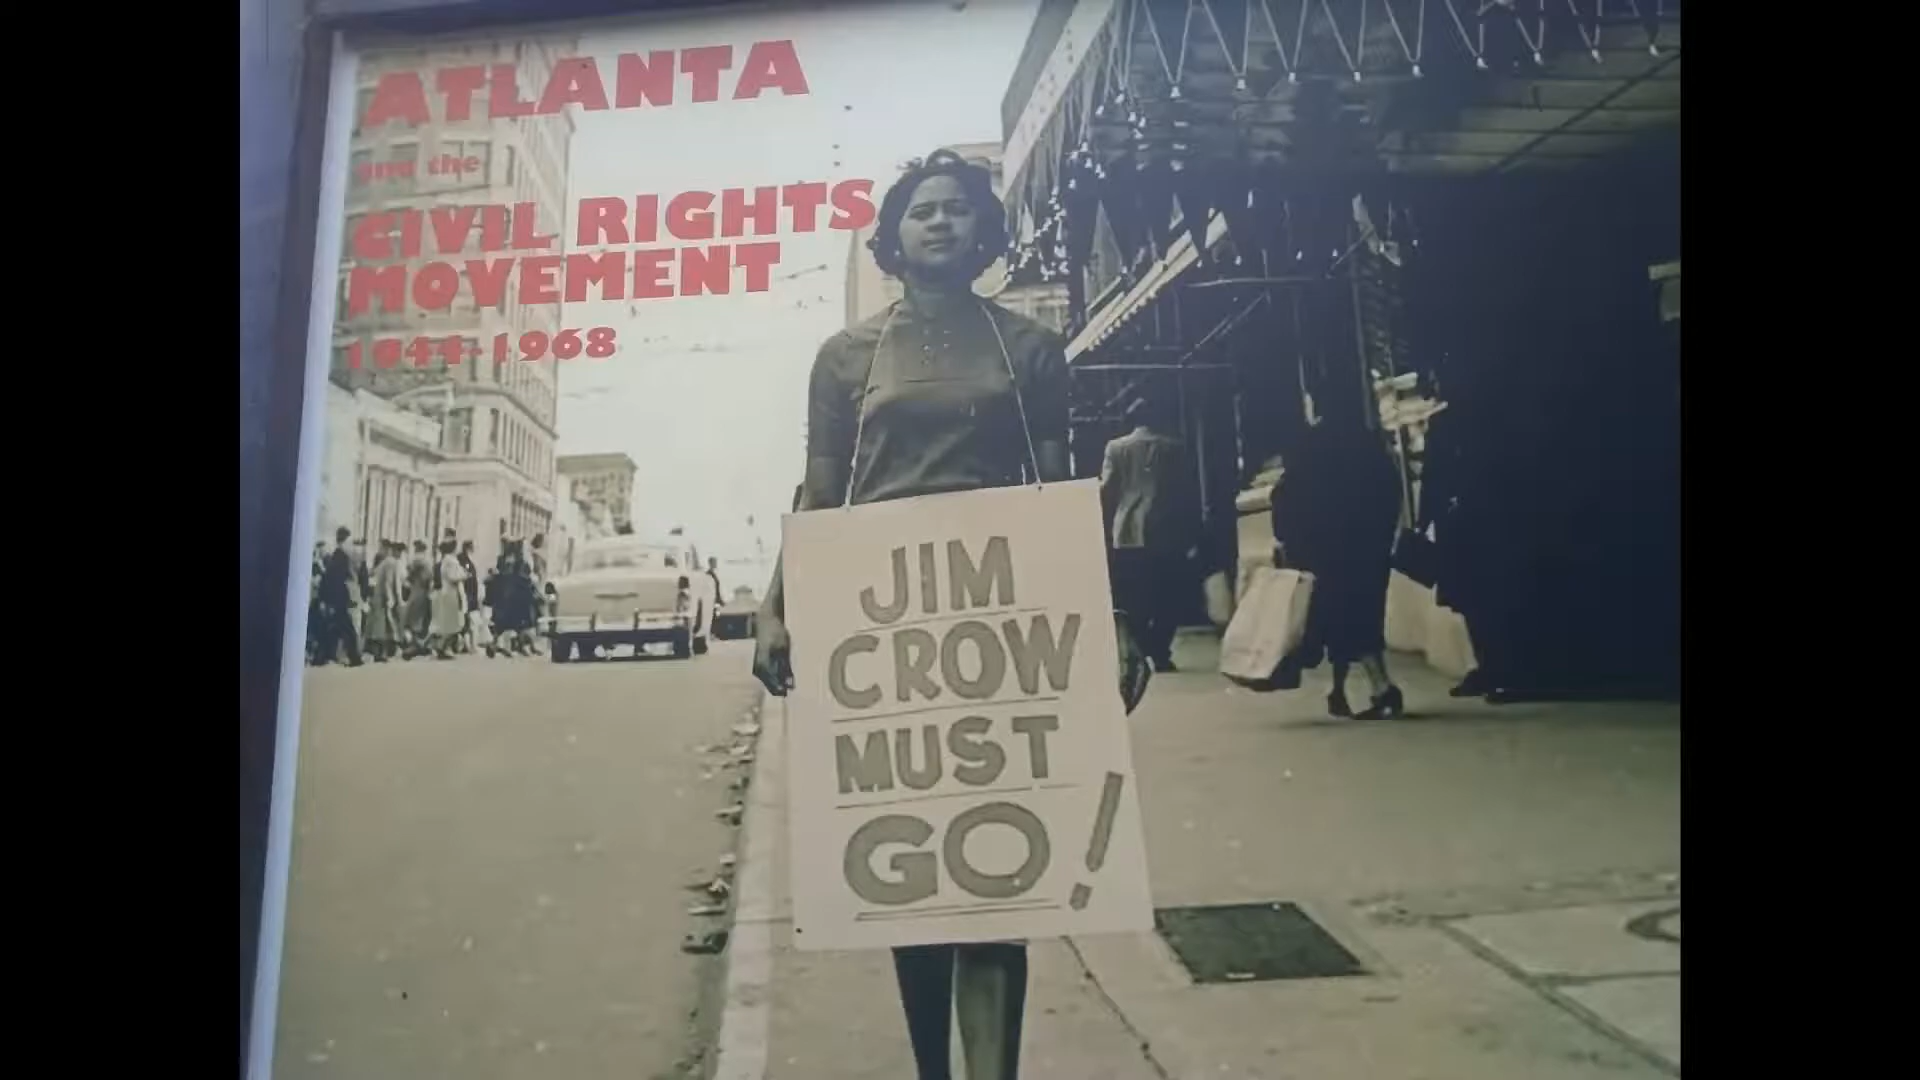 ATLANTA
and the
CIVIL RIGHTS
MOVEMENT
1944-1968
JIM
CROW
MUST
GO!